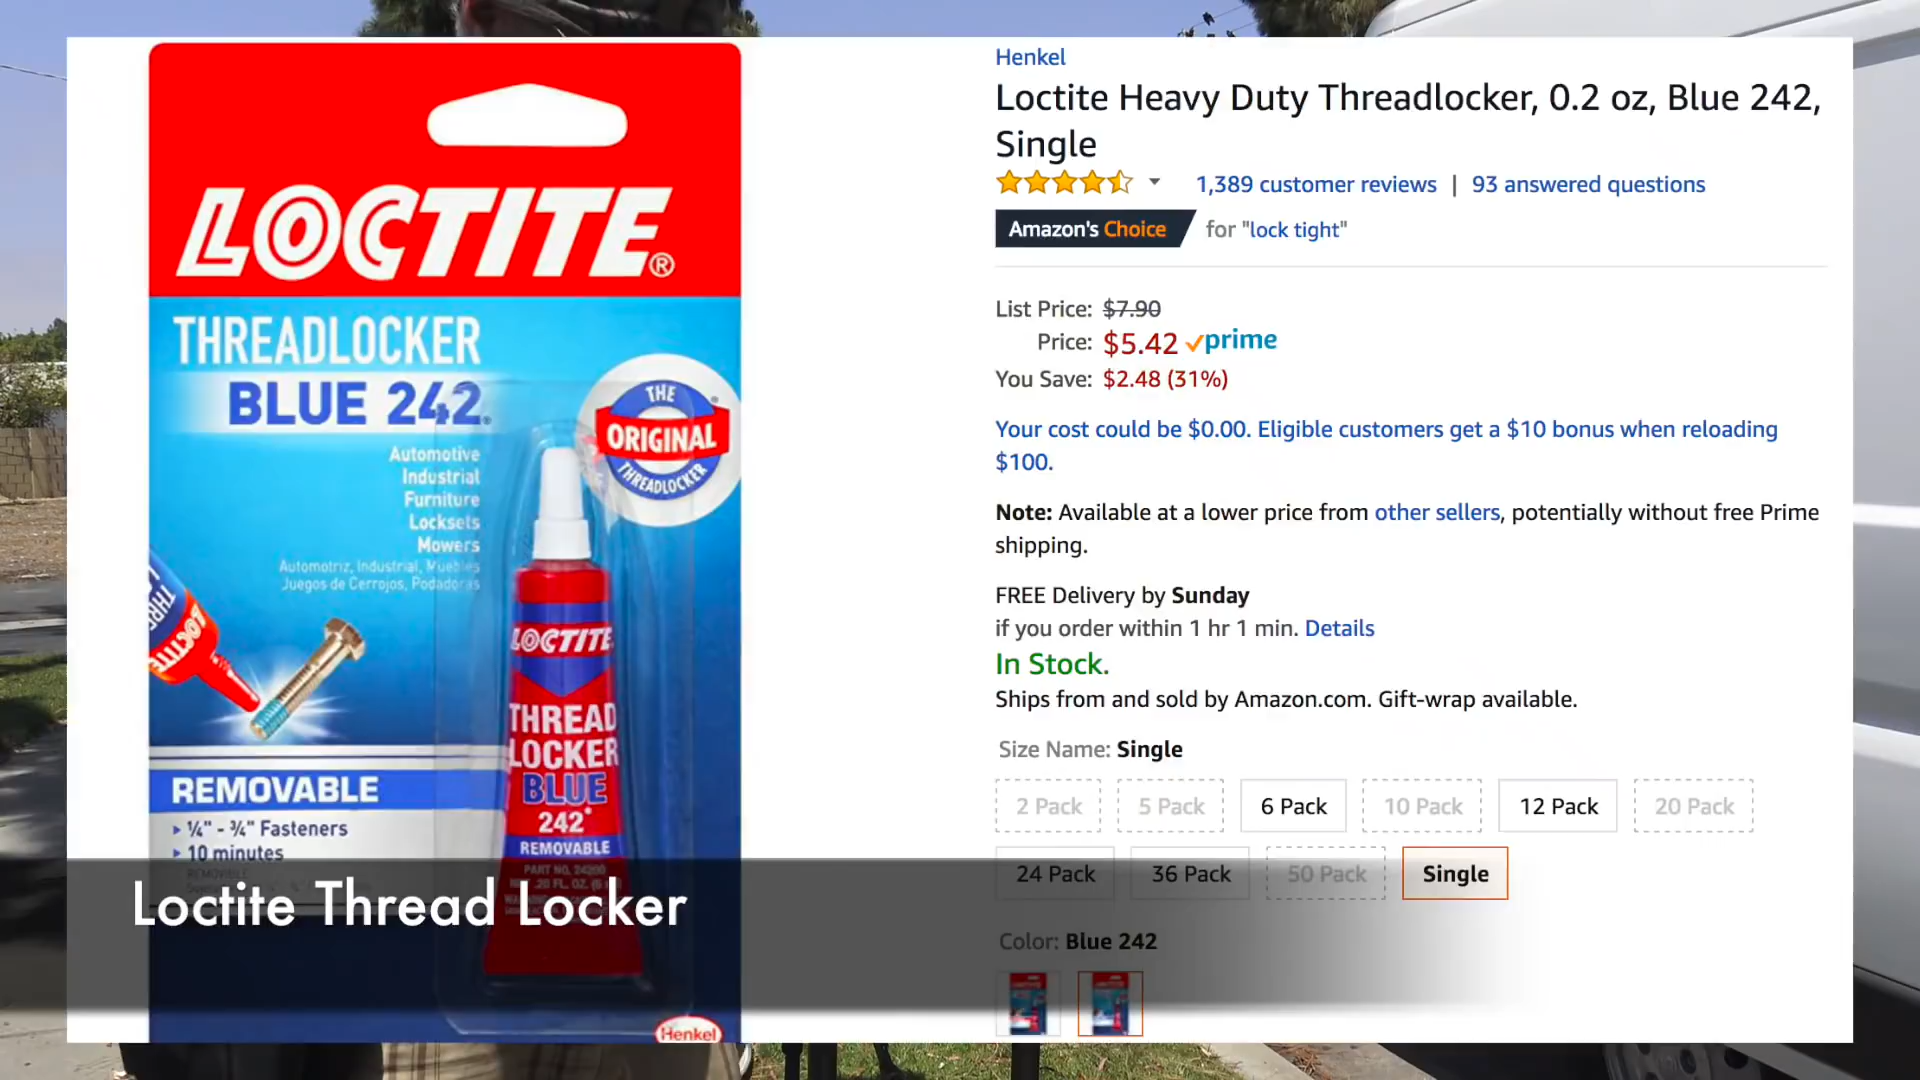 LOCTITE®
THREADLOCKER
BLUE 242®
Automotive
Industrial
Furniture
Locksets
Mowers
Automotriz, Industrial, Muebles
Juegos de Cerrojos, Podadoras
THE
ORIGINAL
THREADLOCKER
LOCTITE
LOCTITE
THREAD
LOCKER
BLUE
242®
REMOVABLE
PART NO. 24200
REMOVABLE
▸ ¼" - ¾" Fasteners
▸ 10 minutes
Henkel
Loctite Thread Locker
Henkel
Loctite Heavy Duty Threadlocker, 0.2 oz, Blue 242,
Single
1,389 customer reviews | 93 answered questions
Amazon's Choice for "lock tight"
List Price: $7.90
Price: $5.42 prime
You Save: $2.48 (31%)
Your cost could be $0.00. Eligible customers get a $10 bonus when reloading
$100.
Note: Available at a lower price from other sellers, potentially without free Prime
shipping.
FREE Delivery by Sunday
if you order within 1 hr 1 min. Details
In Stock.
Ships from and sold by Amazon.com. Gift-wrap available.
Size Name: Single
2 Pack 5 Pack 6 Pack 10 Pack 12 Pack 20 Pack
24 Pack 36 Pack 50 Pack Single
Color: Blue 242